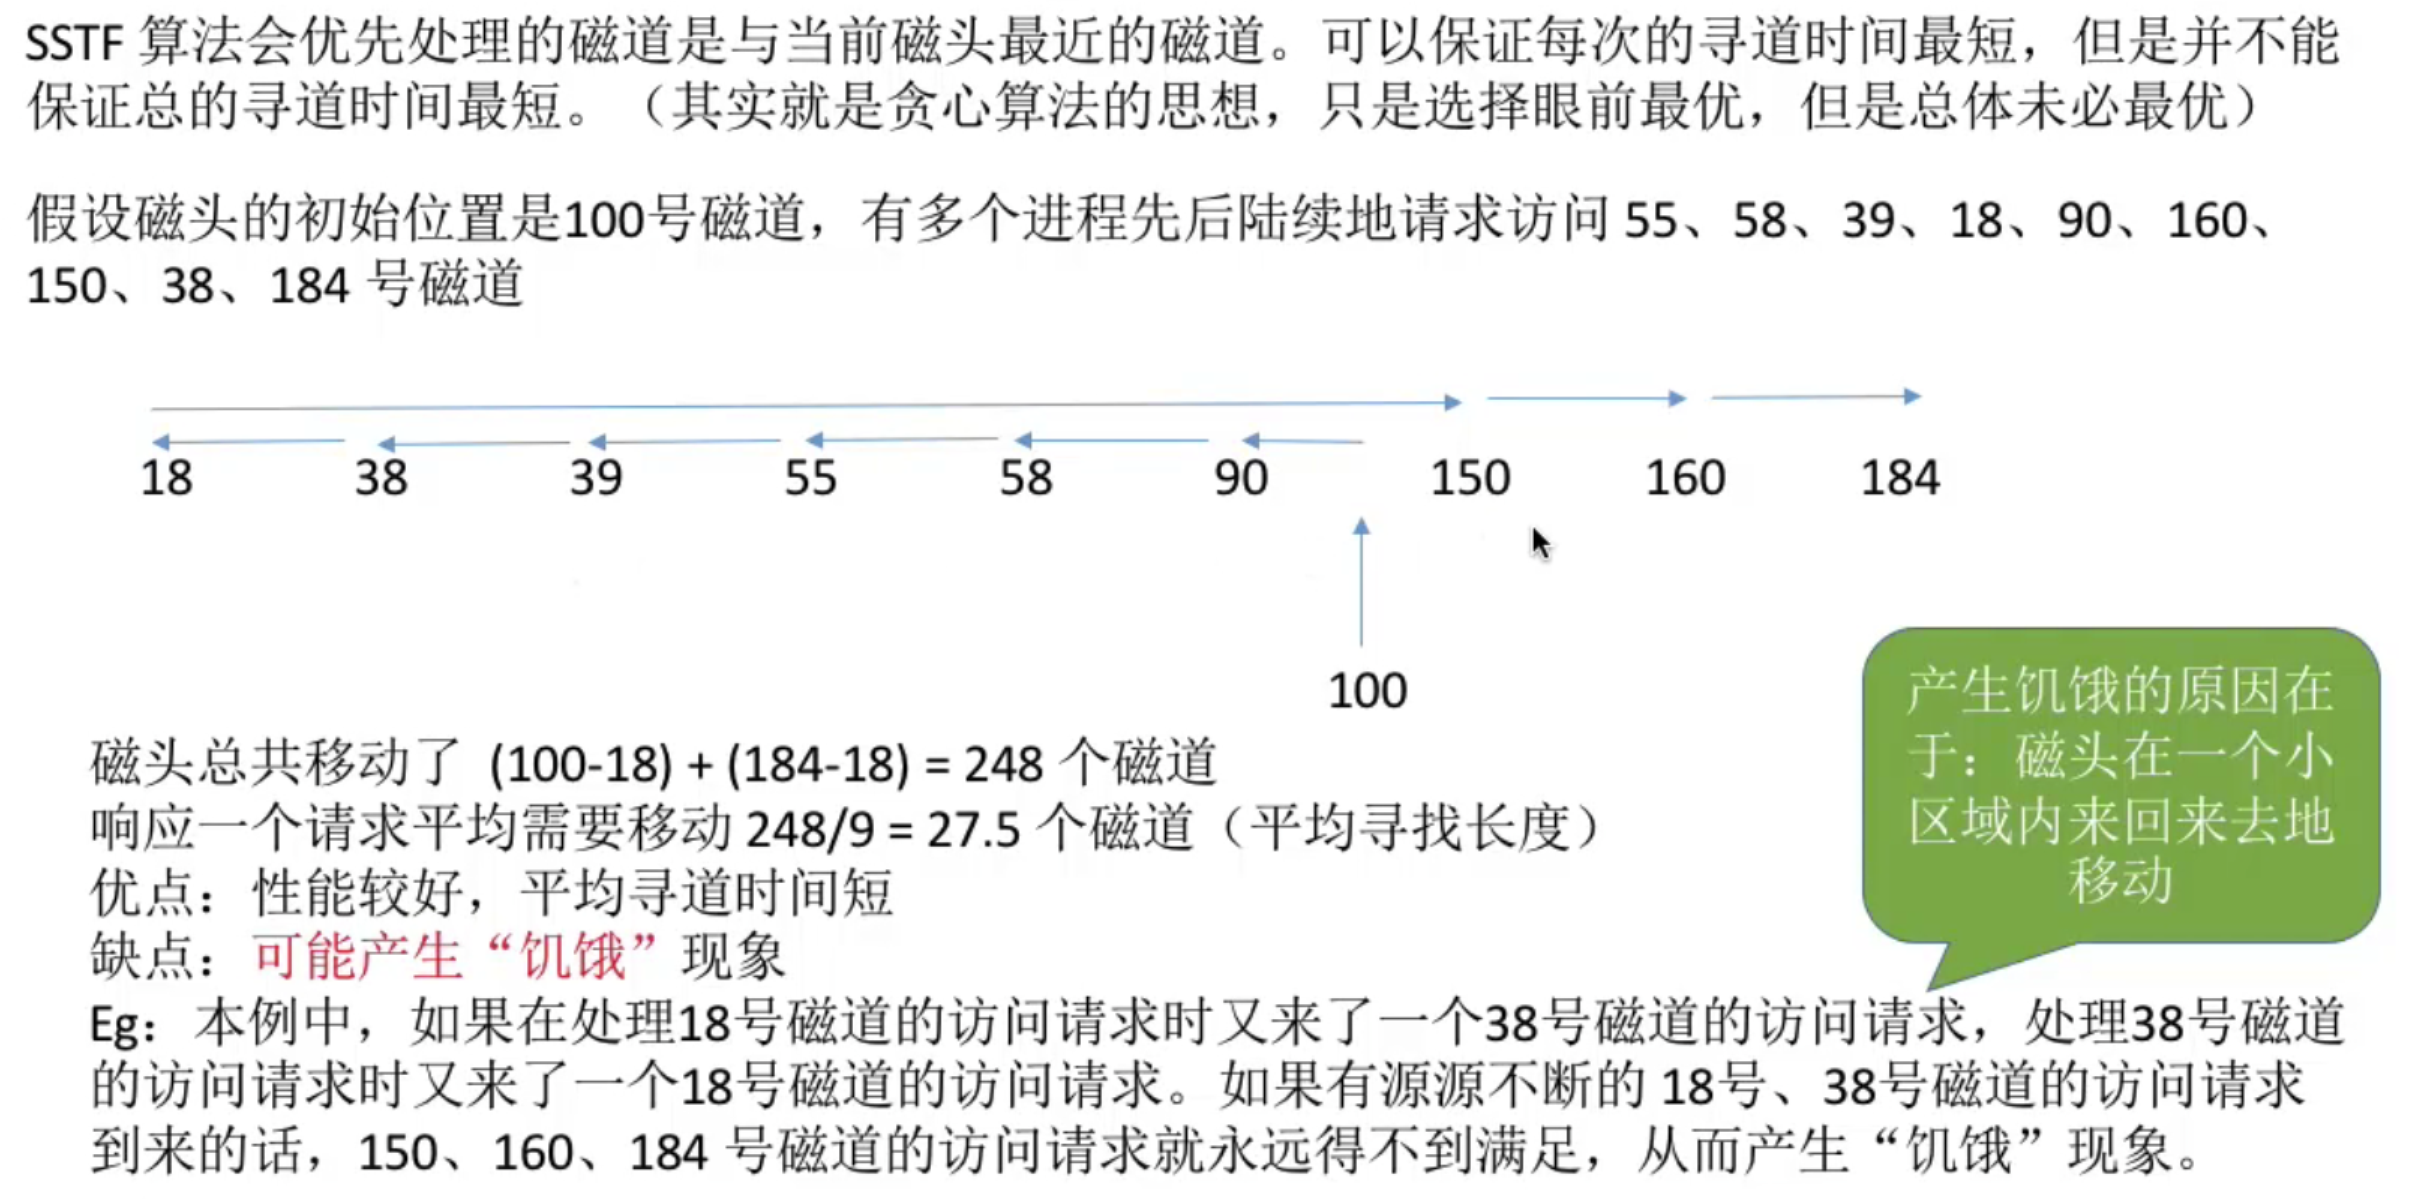 SSTF 算法会优先处理的磁道是与当前磁头最近的磁道。可以保证每次的寻道时间最短，但是并不能
保证总的寻道时间最短。（其实就是贪心算法的思想，只是选择眼前最优，但是总体未必最优）
假设磁头的初始位置是100号磁道，有多个进程先后陆续地请求访问 55、58、39、18、90、160、
150、38、184 号磁道
18 38 39 55 58 90 150 160 184
100
产生饥饿的原因在
于：磁头在一个小
区域内来回来去地
移动
磁头总共移动了 (100-18) + (184-18) = 248 个磁道
响应一个请求平均需要移动 248/9 = 27.5 个磁道（平均寻找长度）
优点：性能较好，平均寻道时间短
缺点：可能产生“饥饿”现象
Eg：本例中，如果在处理18号磁道的访问请求时又来了一个38号磁道的访问请求，处理38号磁道
的访问请求时又来了一个18号磁道的访问请求。如果有源源不断的 18号、38号磁道的访问请求
到来的话，150、160、184 号磁道的访问请求就永远得不到满足，从而产生“饥饿”现象。